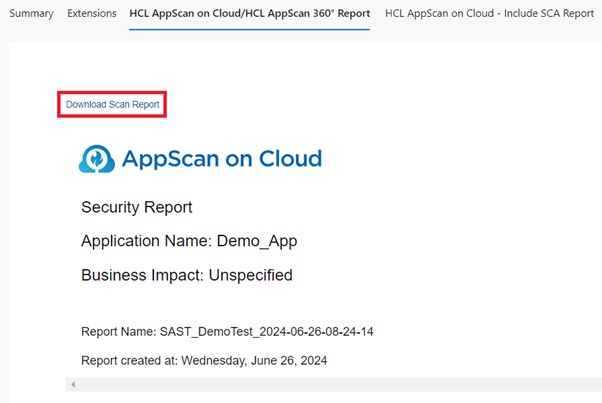 Summary Extensions HCL AppScan on Cloud/HCL AppScan 360° Report HCL AppScan on Cloud - Include SCA Report
Download Scan Report
AppScan on Cloud
Security Report
Application Name: Demo_App
Business Impact: Unspecified
Report Name: SAST_DemoTest_2024-06-26-08-24-14
Report created at: Wednesday, June 26, 2024